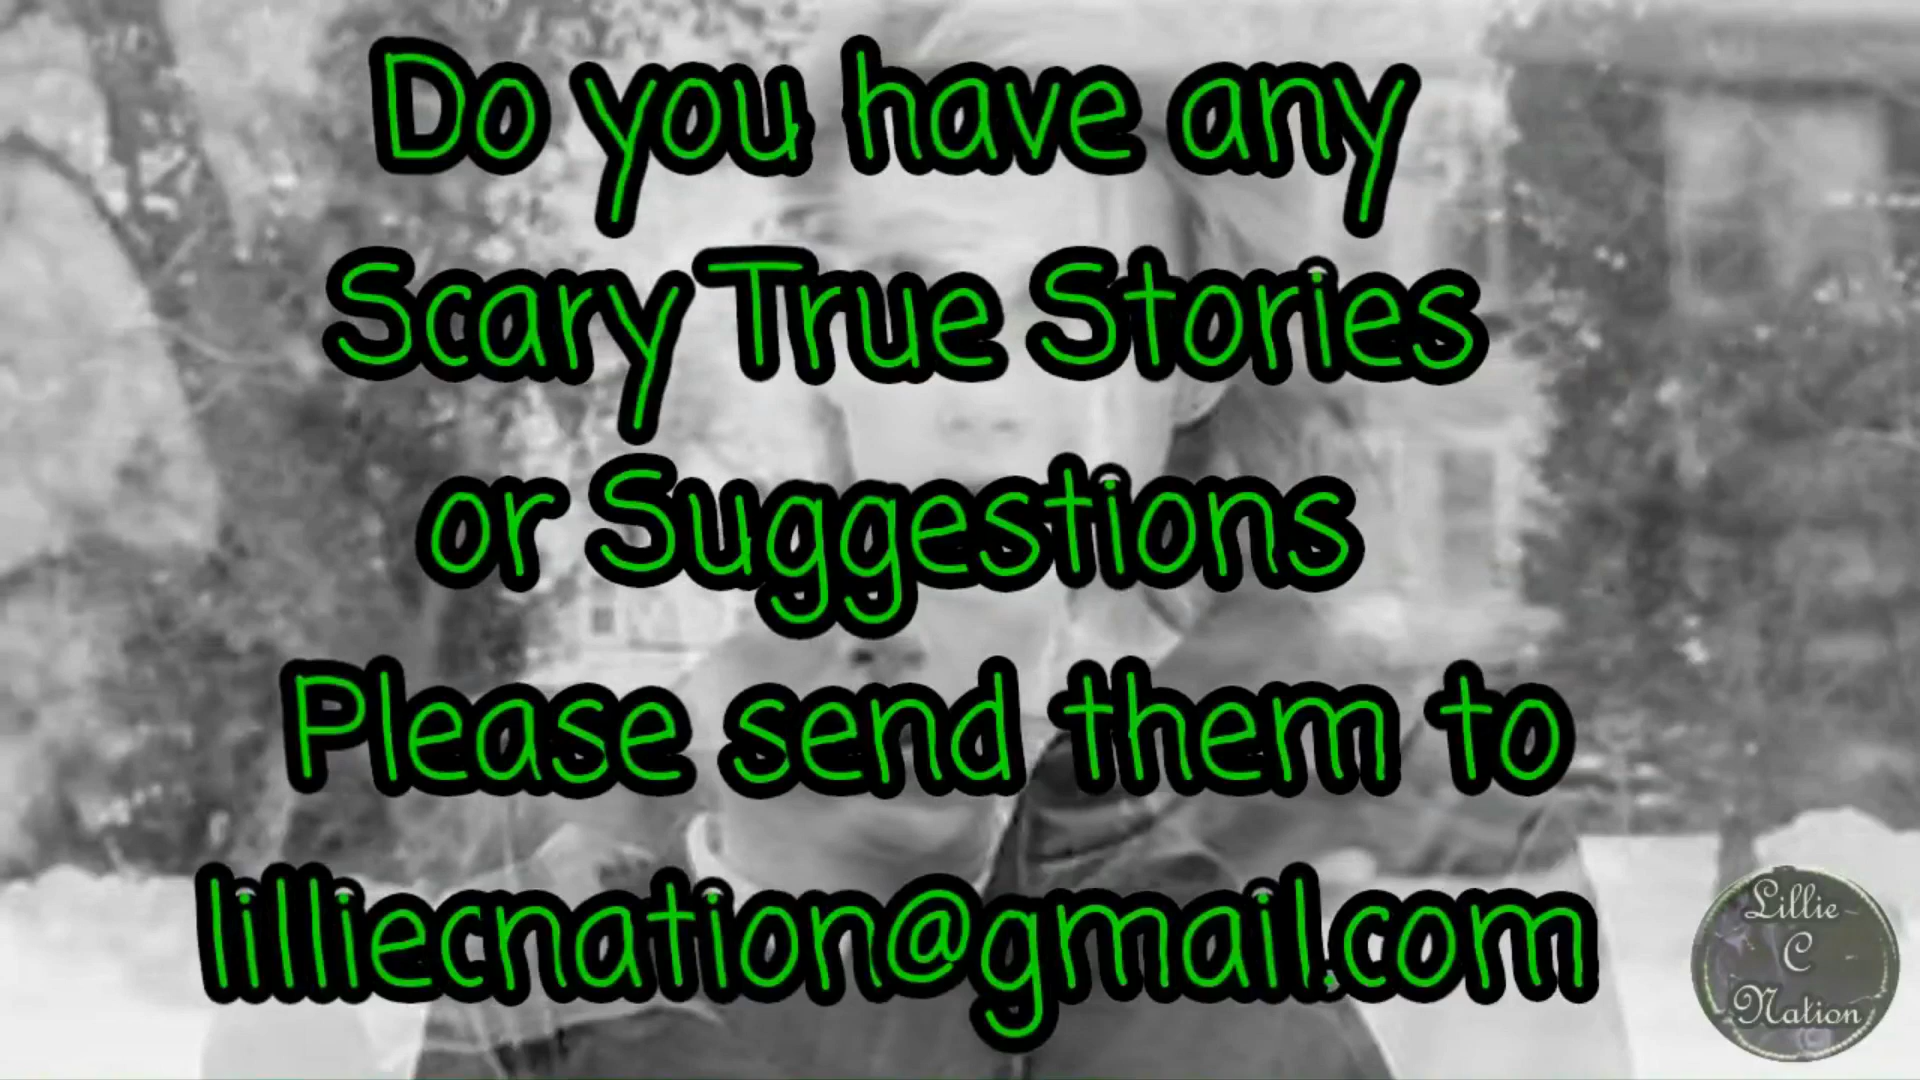 Do you have any
Scary True Stories
or Suggestions
Please send them to
lilliecnation@gmail.com
Lillie
C
Nation